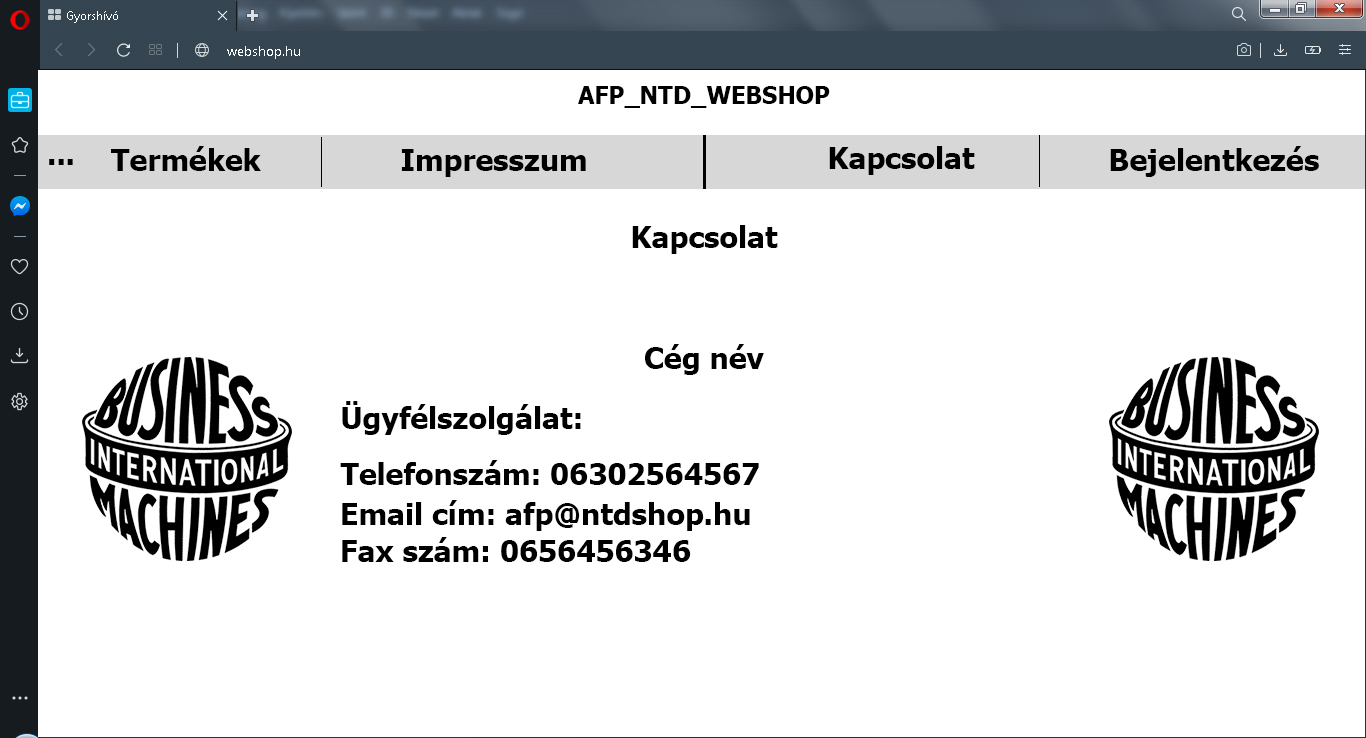 Gyorshívó
webshop.hu
AFP_NTD_WEBSHOP
... Termékek Impresszum Kapcsolat Bejelentkezés
Kapcsolat
Cég név
BUSINESS
INTERNATIONAL
MACHINES
Ügyfélszolgálat:
Telefonszám: 06302564567
Email cím: afp@ntdshop.hu
Fax szám: 0656456346
BUSINESS
INTERNATIONAL
MACHINES